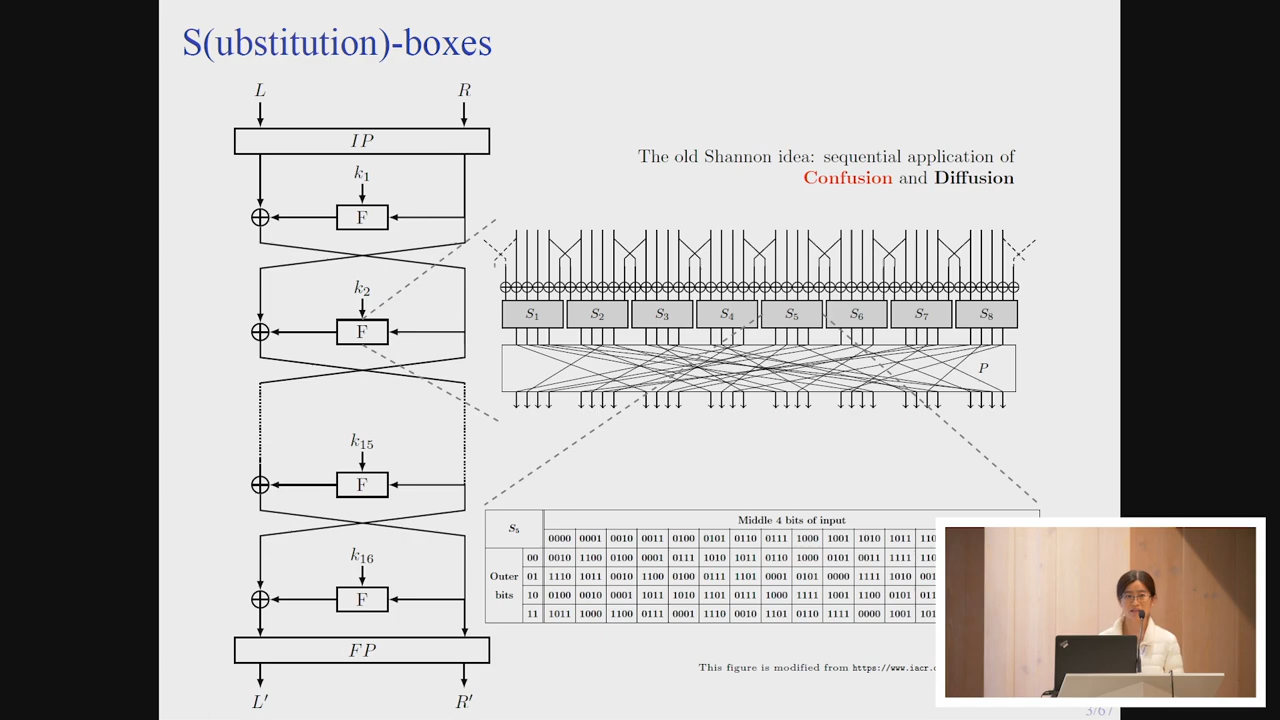 S(ubstitution)-boxes
L R
IP
k1
F
k2
F
k15
F
k16
F
FP
L' R'
The old Shannon idea: sequential application of
Confusion and Diffusion
S1 S2 S3 S4 S5 S6 S7 S8
P
S5 Middle 4 bits of input
0000 0001 0010 0011 0100 0101 0110 0111 1000 1001 1010 1011
Outer bits
00 0010 1100 0100 0001 0111 1010 1011 0110 1000 0101 0011 1111
01 1110 1011 0010 1100 0100 0111 1101 0001 0101 0000 1111 1010
10 0100 0010 0001 1011 1010 1101 0111 1000 1111 1001 1100 0101
11 1011 1000 1100 0111 0001 1110 0010 1101 0110 1111 0000 1001
This figure is modified from https://www.iacr.
3/67